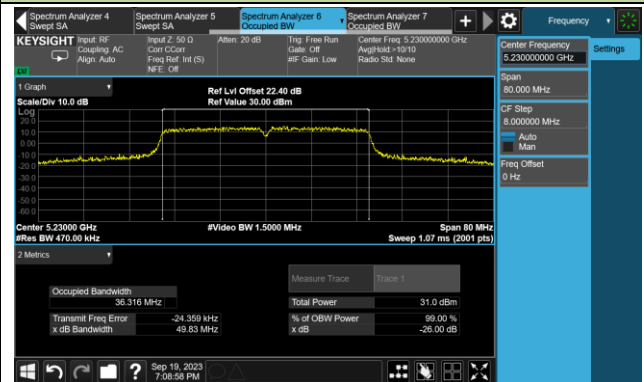 Spectrum Analyzer 4
Swept SA
Spectrum Analyzer 5
Swept SA
Spectrum Analyzer 6
Occupied BW
Spectrum Analyzer 7
Occupied BW
+
Frequency
KEYSIGHT
Input: RF
Coupling: AC
Align: Auto
Input Z: 50 Ω
Corr CCorr
Freq Ref: Int (S)
NFE: Off
Atten: 20 dB
Trig: Free Run
Gate: Off
#IF Gain: Low
Center Freq: 5.230000000 GHz
Avg|Hold:>10/10
Radio Std: None
Center Frequency
5.230000000 GHz
Settings
Span
80.000 MHz
CF Step
8.000000 MHz
Auto
Man
Freq Offset
0 Hz
1 Graph
Scale/Div 10.0 dB
Ref Lvl Offset 22.40 dB
Ref Value 30.00 dBm
Log
20.0
10.0
0.00
-10.0
-20.0
-30.0
-40.0
-50.0
-60.0
Center 5.23000 GHz
#Res BW 470.00 kHz
#Video BW 1.5000 MHz
Span 80 MHz
Sweep 1.07 ms (2001 pts)
2 Metrics
Measure Trace
Trace 1
Occupied Bandwidth
36.316 MHz
Total Power
31.0 dBm
Transmit Freq Error
-24.359 kHz
% of OBW Power
99.00 %
x dB Bandwidth
49.83 MHz
x dB
-26.00 dB
?
Sep 19, 2023
7:08:58 PM